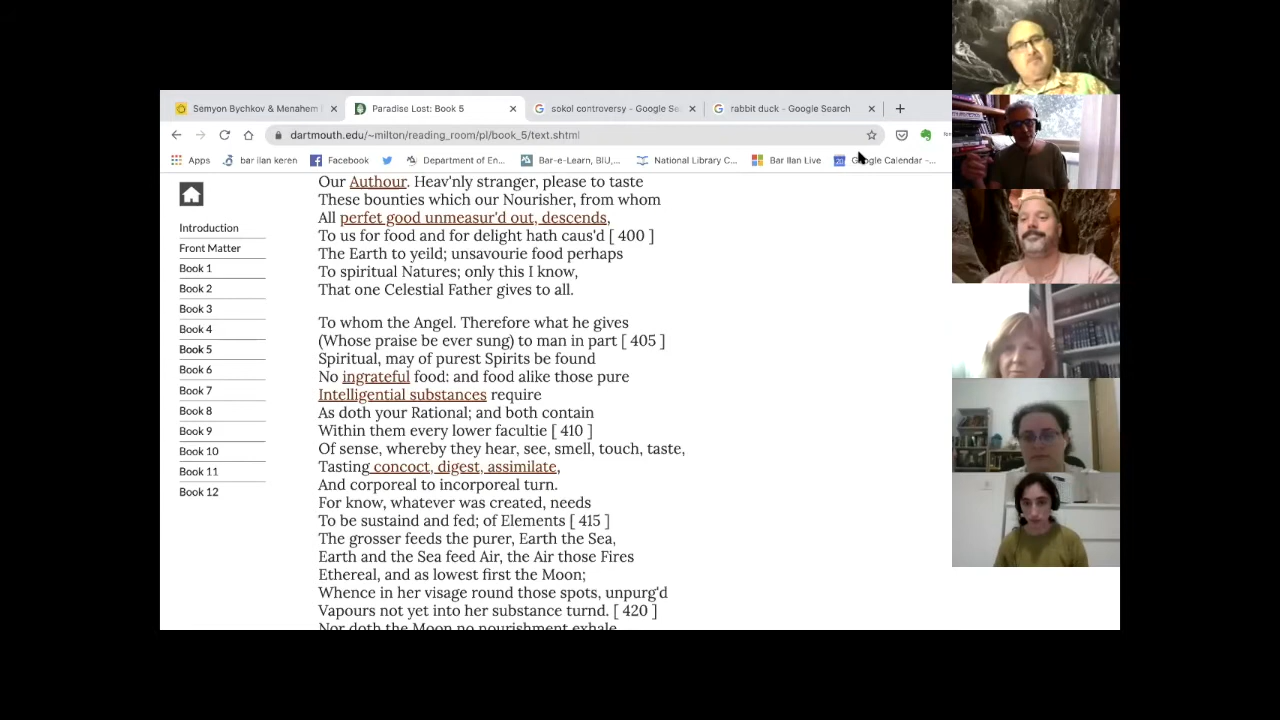 Semyon Bychkov & Menahem
Paradise Lost: Book 5
sokol controversy - Google Se
rabbit duck - Google Search
dartmouth.edu/~milton/reading_room/pl/book_5/text.shtml
Apps
bar ilan keren
Facebook
Department of En...
Bar-e-Learn, BIU,...
National Library C...
Bar Ilan Live
Google Calendar –...
Introduction
Front Matter
Book 1
Book 2
Book 3
Book 4
Book 5
Book 6
Book 7
Book 8
Book 9
Book 10
Book 11
Book 12
Our Authour. Heav'nly stranger, please to taste
These bounties which our Nourisher, from whom
All perfet good unmeasur'd out, descends,
To us for food and for delight hath caus'd [ 400 ]
The Earth to yeild; unsavourie food perhaps
To spiritual Natures; only this I know,
That one Celestial Father gives to all.
To whom the Angel. Therefore what he gives
(Whose praise be ever sung) to man in part [ 405 ]
Spiritual, may of purest Spirits be found
No ingrateful food: and food alike those pure
Intelligential substances require
As doth your Rational; and both contain
Within them every lower facultie [ 410 ]
Of sense, whereby they hear, see, smell, touch, taste,
Tasting concoct, digest, assimilate,
And corporeal to incorporeal turn.
For know, whatever was created, needs
To be sustaind and fed; of Elements [ 415 ]
The grosser feeds the purer, Earth the Sea,
Earth and the Sea feed Air, the Air those Fires
Ethereal, and as lowest first the Moon;
Whence in her visage round those spots, unpurg'd
Vapours not yet into her substance turnd. [ 420 ]
Nor doth the Moon no nourishment exhale